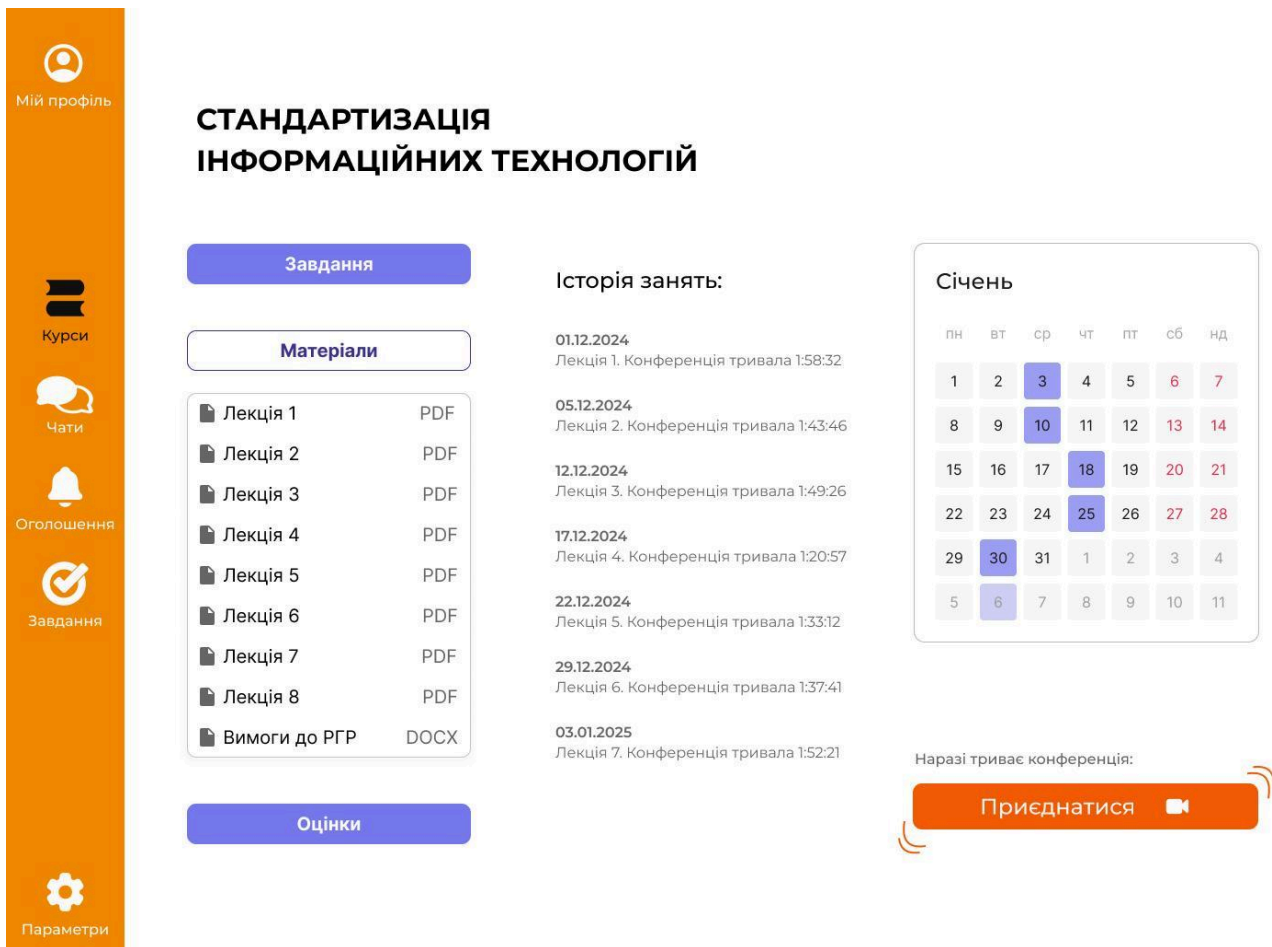 Мій профіль
Курси
Чати
Оголошення
Завдання
Параметри
СТАНДАРТИЗАЦІЯ
ІНФОРМАЦІЙНИХ ТЕХНОЛОГІЙ
Завдання
Матеріали
Лекція 1 PDF
Лекція 2 PDF
Лекція 3 PDF
Лекція 4 PDF
Лекція 5 PDF
Лекція 6 PDF
Лекція 7 PDF
Лекція 8 PDF
Вимоги до РГР DOCX
Оцінки
Історія занять:
01.12.2024
Лекція 1. Конференція тривала 1:58:32
05.12.2024
Лекція 2. Конференція тривала 1:43:46
12.12.2024
Лекція 3. Конференція тривала 1:49:26
17.12.2024
Лекція 4. Конференція тривала 1:20:57
22.12.2024
Лекція 5. Конференція тривала 1:33:12
29.12.2024
Лекція 6. Конференція тривала 1:37:41
03.01.2025
Лекція 7. Конференція тривала 1:52:21
Січень
пн вт ср чт пт сб нд
1 2 3 4 5 6 7
8 9 10 11 12 13 14
15 16 17 18 19 20 21
22 23 24 25 26 27 28
29 30 31 1 2 3 4
5 6 7 8 9 10 11
Наразі триває конференція:
Приєднатися